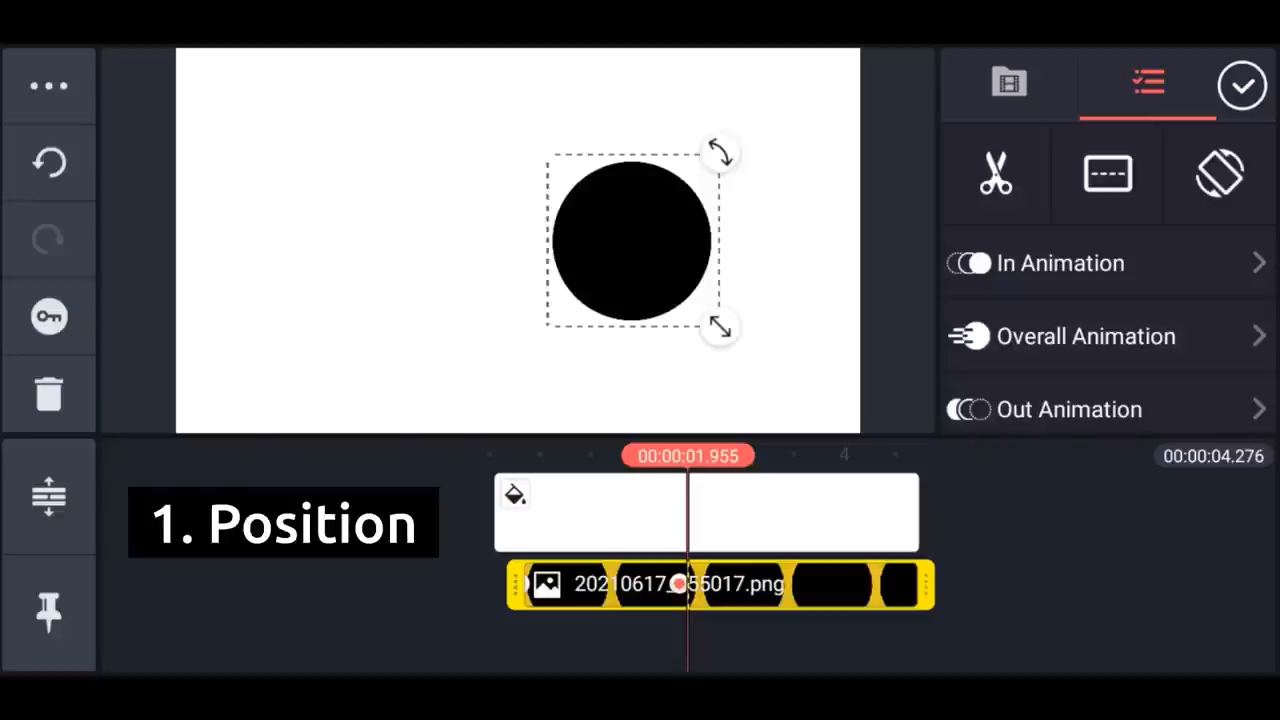 In Animation
Overall Animation
Out Animation
00:00:01.955
4
00:00:04.276
1. Position
20210617_155017.png